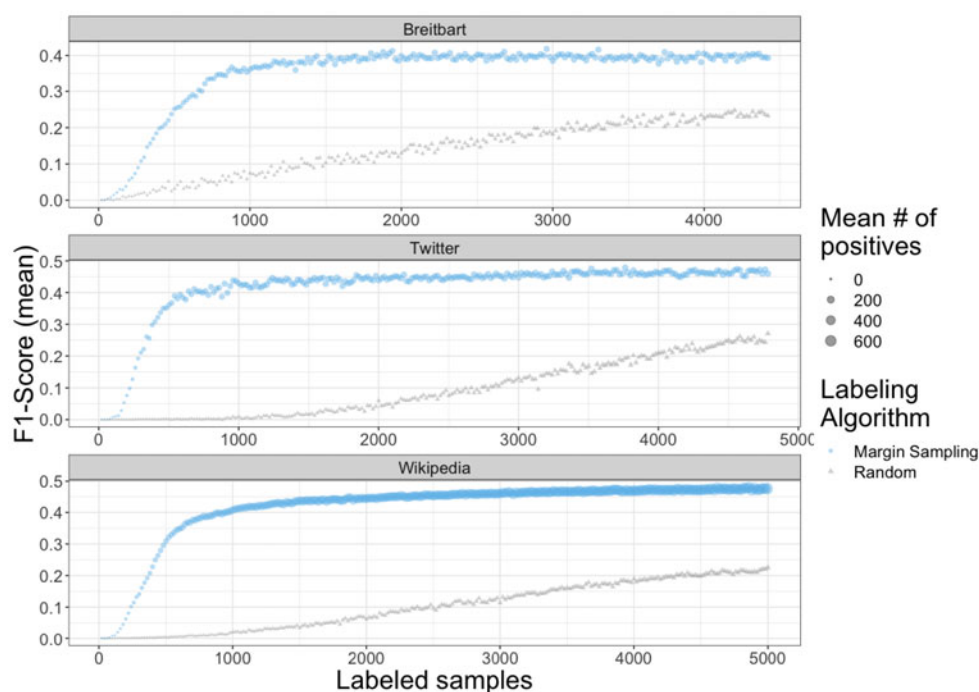 Breitbart
0.4
0.3
0.2
0.1
0.0
0 1000 2000 3000 4000
Twitter
0.5
0.4
0.3
0.2
0.1
0.0
0 1000 2000 3000 4000 5000
Wikipedia
0.5
0.4
0.3
0.2
0.1
0.0
0 1000 2000 3000 4000 5000
F1-Score (mean)
Labeled samples
Mean # of
positives
0
200
400
600
Labeling
Algorithm
Margin Sampling
Random